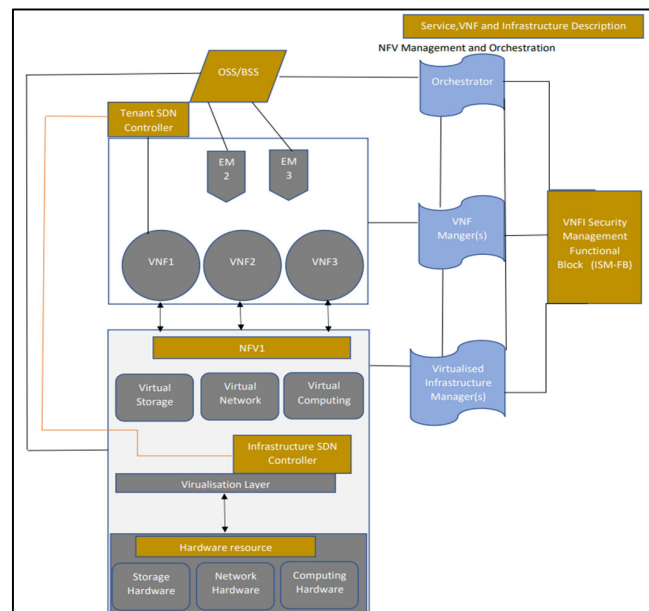 Service,VNF and Infrastructure Description
NFV Management and Orchestration
OSS/BSS
Orchestrator
Tenant SDN
Controller
EM
2
EM
3
VNF
Manger(s)
VNFI Security
Management
Functional
Block (ISM-FB)
VNF1
VNF2
VNF3
NFV1
Virtualised
Infrastructure
Manager(s)
Virtual
Storage
Virtual
Network
Virtual
Computing
Infrastructure SDN
Controller
Virualisation Layer
Hardware resource
Storage
Hardware
Network
Hardware
Computing
Hardware